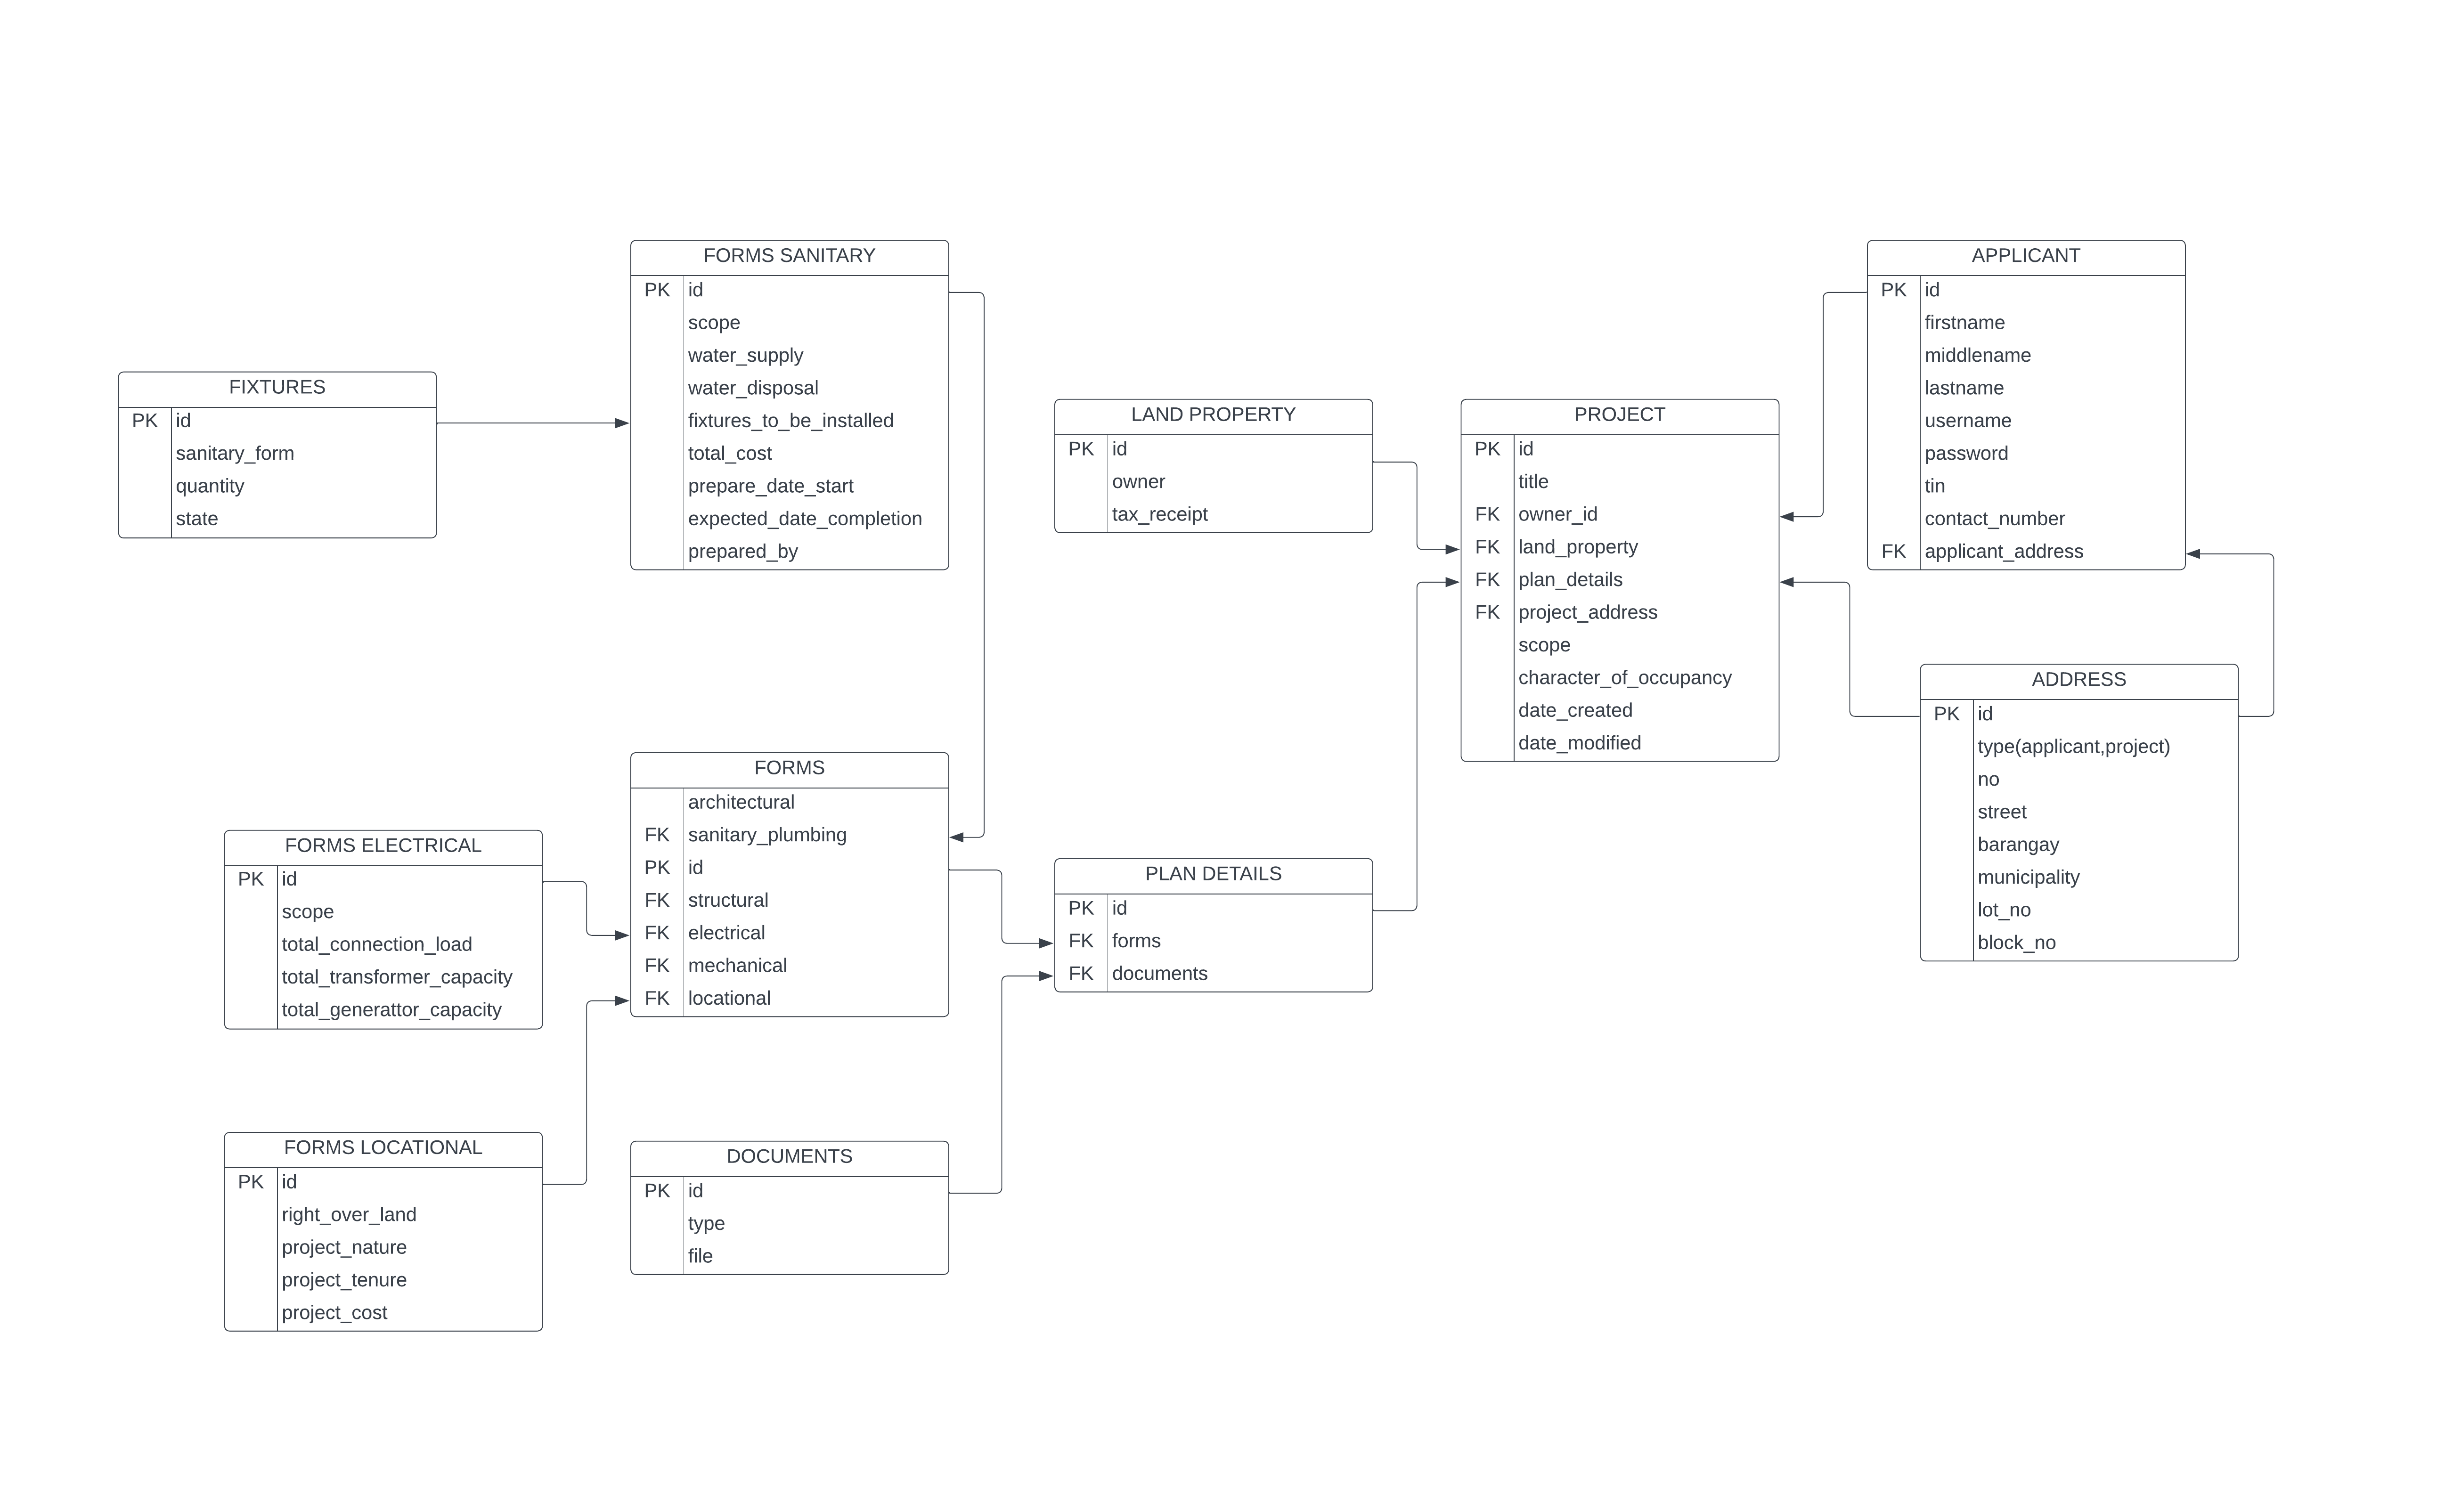 FORMS SANITARY
PK id
scope
water_supply
water_disposal
fixtures_to_be_installed
total_cost
prepare_date_start
expected_date_completion
prepared_by
APPLICANT
PK id
firstname
middlename
lastname
username
password
tin
contact_number
FK applicant_address
FIXTURES
PK id
sanitary_form
quantity
state
LAND PROPERTY
PK id
owner
tax_receipt
PROJECT
PK id
title
FK owner_id
FK land_property
FK plan_details
FK project_address
scope
character_of_occupancy
date_created
date_modified
ADDRESS
PK id
type(applicant,project)
no
street
barangay
municipality
lot_no
block_no
FORMS
architectural
FK sanitary_plumbing
PK id
FK structural
FK electrical
FK mechanical
FK locational
FORMS ELECTRICAL
PK id
scope
total_connection_load
total_transformer_capacity
total_generattor_capacity
PLAN DETAILS
PK id
FK forms
FK documents
FORMS LOCATIONAL
PK id
right_over_land
project_nature
project_tenure
project_cost
DOCUMENTS
PK id
type
file